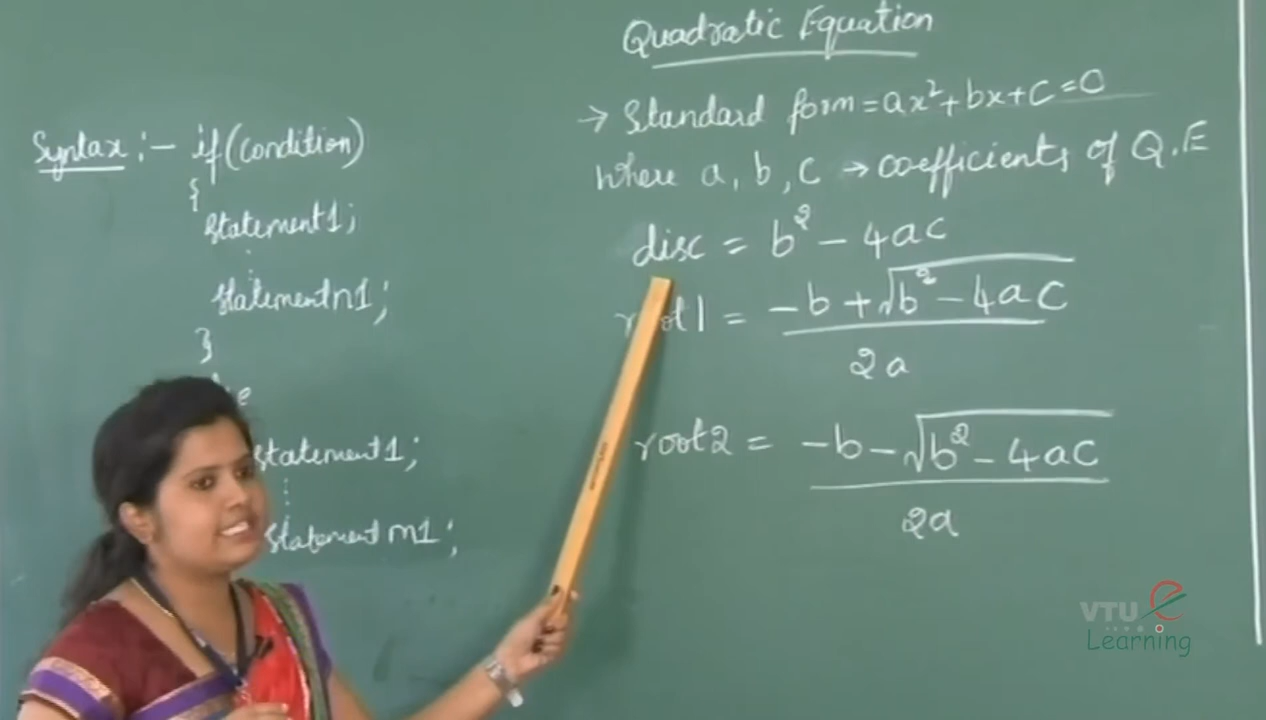 Syntax :- if(condition)
{
Statement1;
⋮
Statementn1;
}
statement1;
⋮
statement m1;
Quadratic Equation
→ Standard form = ax²+bx+c=0
where a, b, c → coefficients of Q.E
disc = b² - 4ac
root1 = -b + √b² - 4ac
2a
root2 = -b - √b² - 4ac
2a
VTU e
Learning